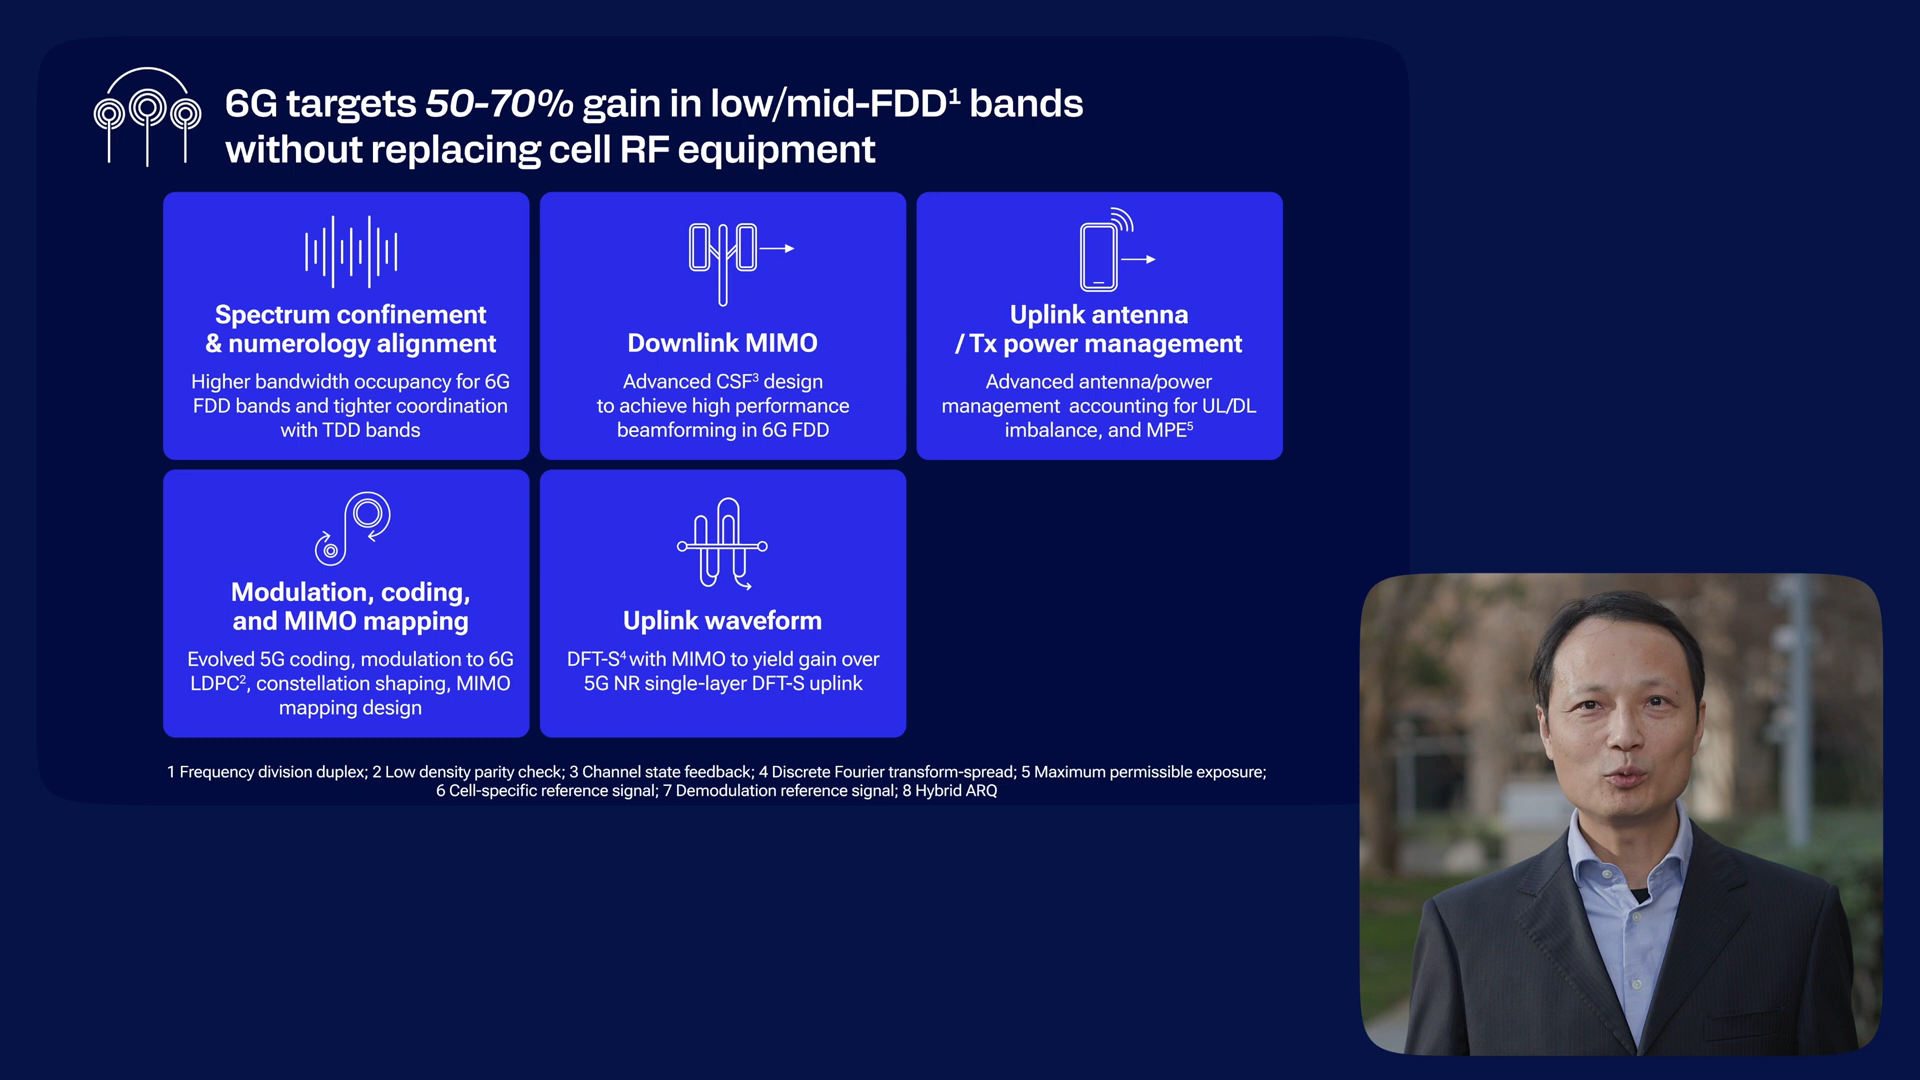 6G targets 50-70% gain in low/mid-FDD¹ bands
without replacing cell RF equipment
Spectrum confinement
& numerology alignment
Higher bandwidth occupancy for 6G
FDD bands and tighter coordination
with TDD bands
Downlink MIMO
Advanced CSF³ design
to achieve high performance
beamforming in 6G FDD
Uplink antenna
/ Tx power management
Advanced antenna/power
management accounting for UL/DL
imbalance, and MPE⁵
Modulation, coding,
and MIMO mapping
Evolved 5G coding, modulation to 6G
LDPC², constellation shaping, MIMO
mapping design
Uplink waveform
DFT-S⁴ with MIMO to yield gain over
5G NR single-layer DFT-S uplink
1 Frequency division duplex; 2 Low density parity check; 3 Channel state feedback; 4 Discrete Fourier transform-spread; 5 Maximum permissible exposure;
6 Cell-specific reference signal; 7 Demodulation reference signal; 8 Hybrid ARQ